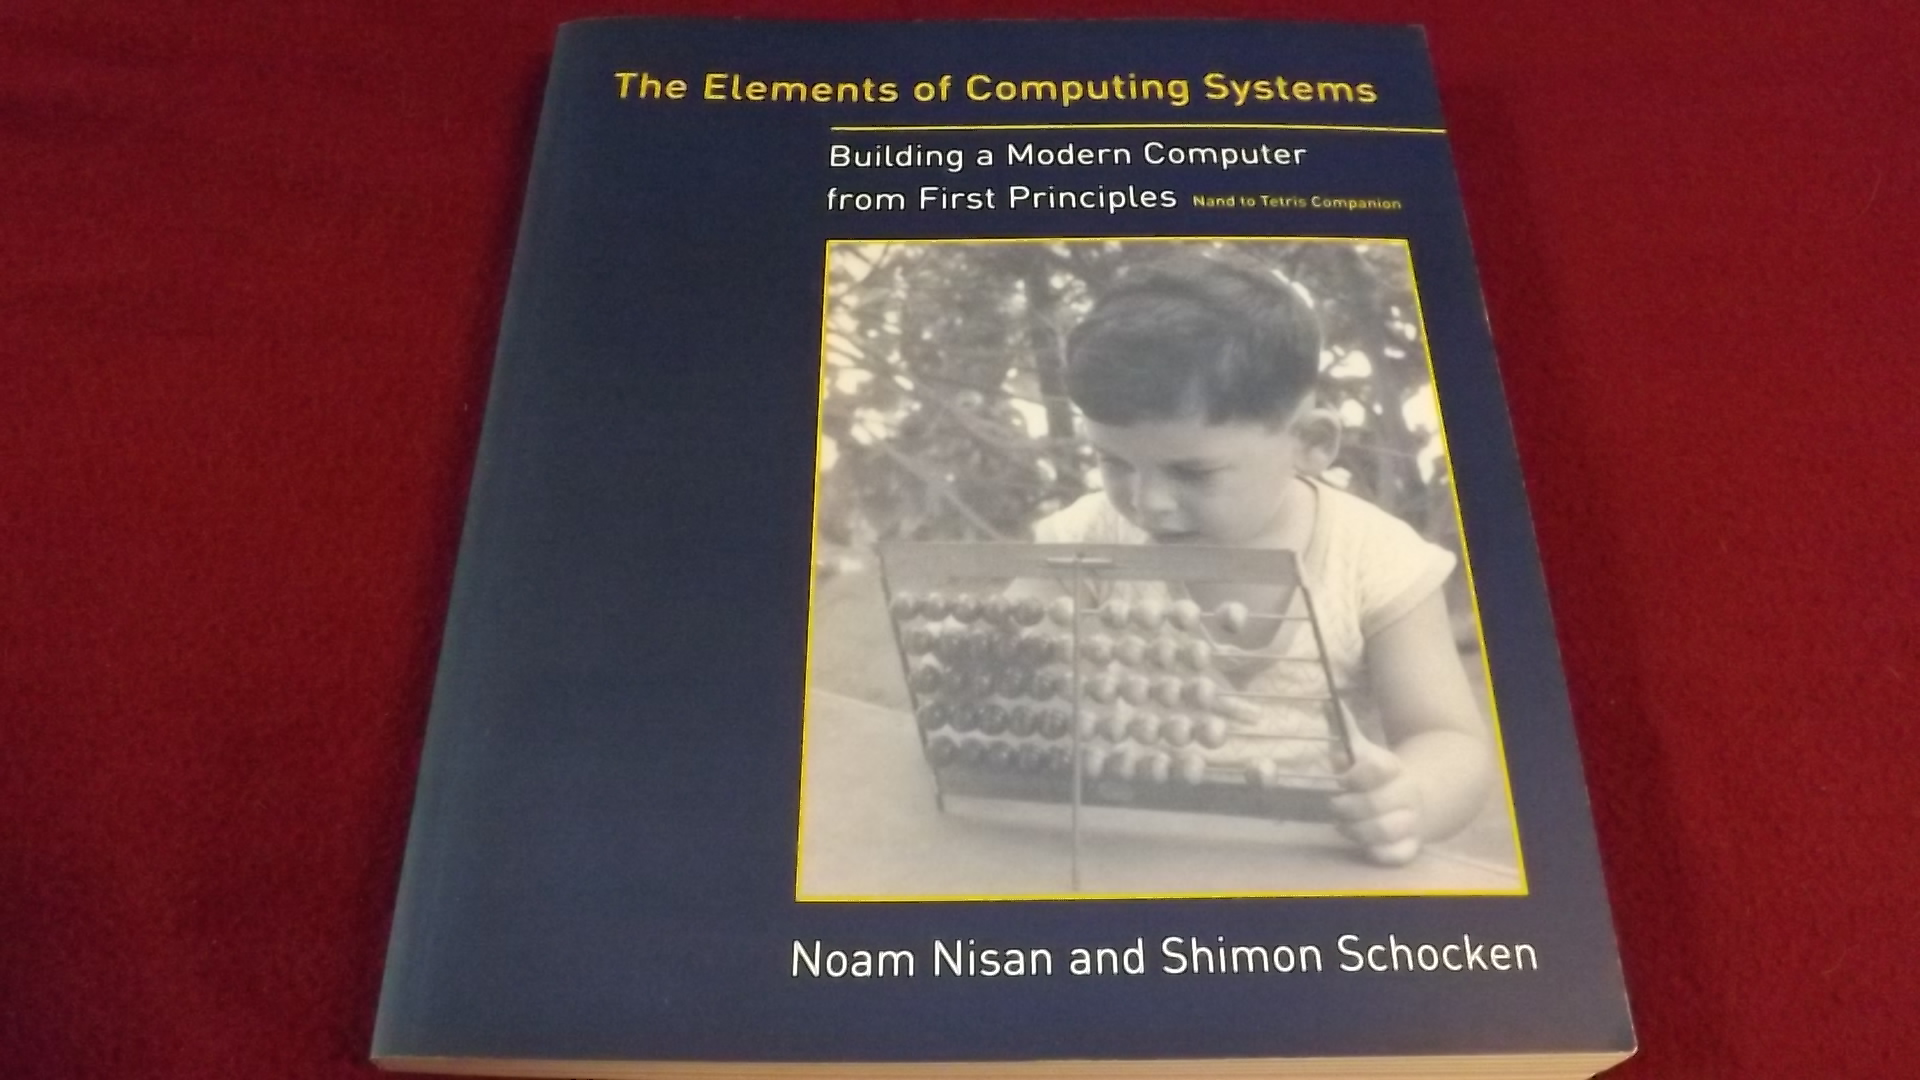 The Elements of Computing Systems
Building a Modern Computer
from First Principles Nand to Tetris Companion
Noam Nisan and Shimon Schocken